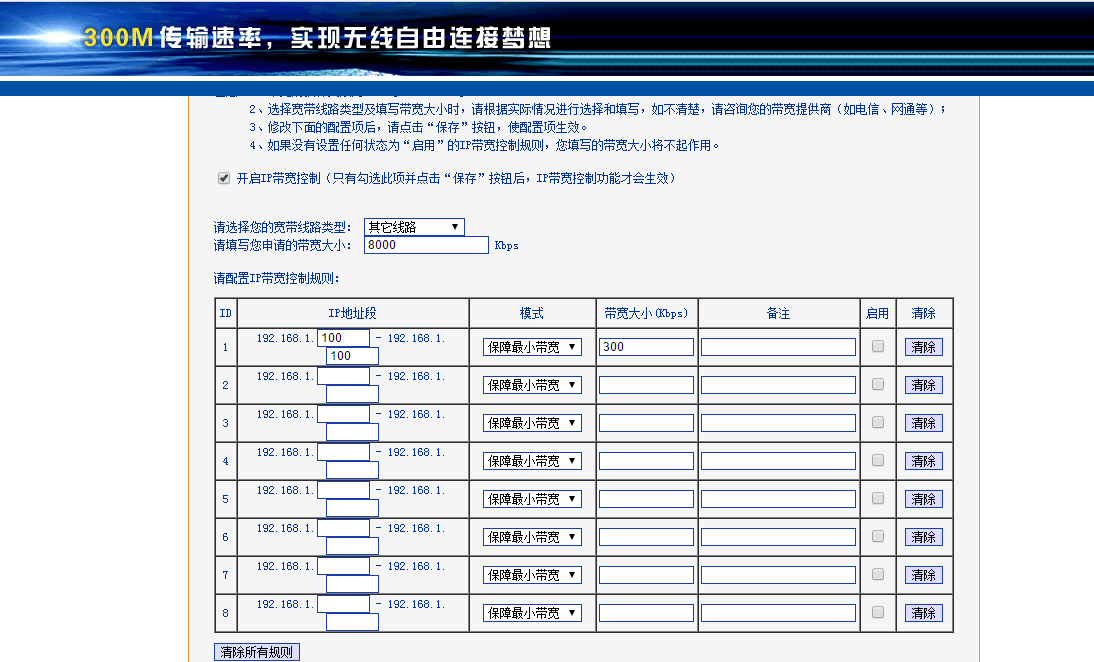 300M传输速率，实现无线自由连接梦想
2、选择宽带线路类型及填写带宽大小时，请根据实际情况进行选择和填写，如不清楚，请咨询您的带宽提供商（如电信、网通等）；
3、修改下面的配置项后，请点击“保存”按钮，使配置项生效。
4、如果没有设置任何状态为“启用”的IP带宽控制规则，您填写的带宽大小将不起作用。
开启IP带宽控制（只有勾选此项并点击“保存”按钮后，IP带宽控制功能才会生效）
请选择您的宽带线路类型： 其它线路
请填写您申请的带宽大小： 8000 Kbps
请配置IP带宽控制规则：
ID IP地址段 模式 带宽大小(Kbps) 备注 启用 清除
1 192.168.1. 100 - 192.168.1. 保障最小带宽 300 清除
100
2 192.168.1. - 192.168.1. 保障最小带宽 清除
3 192.168.1. - 192.168.1. 保障最小带宽 清除
4 192.168.1. - 192.168.1. 保障最小带宽 清除
5 192.168.1. - 192.168.1. 保障最小带宽 清除
6 192.168.1. - 192.168.1. 保障最小带宽 清除
7 192.168.1. - 192.168.1. 保障最小带宽 清除
8 192.168.1. - 192.168.1. 保障最小带宽 清除
清除所有规则